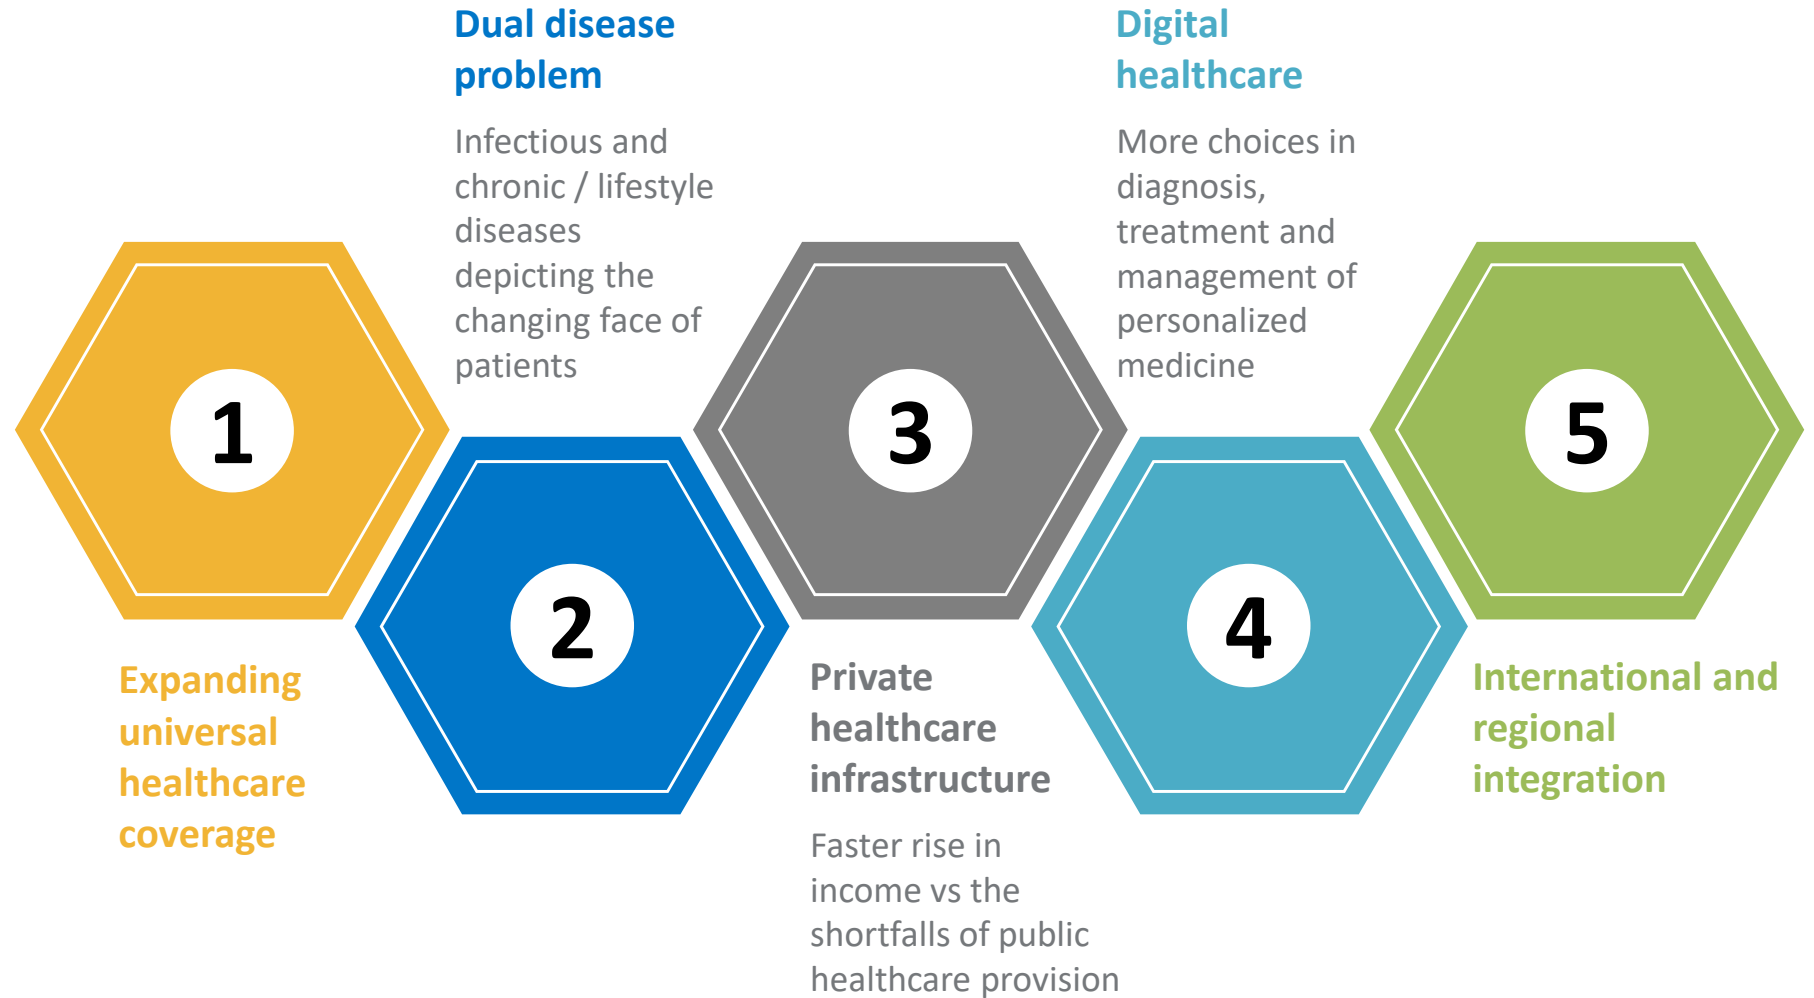 1
Expanding
universal
healthcare
coverage
Dual disease
problem
Infectious and
chronic / lifestyle
diseases
depicting the
changing face of
patients
2
3
Private
healthcare
infrastructure
Faster rise in
income vs the
shortfalls of public
healthcare provision
Digital
healthcare
More choices in
diagnosis,
treatment and
management of
personalized
medicine
4
5
International and
regional
integration